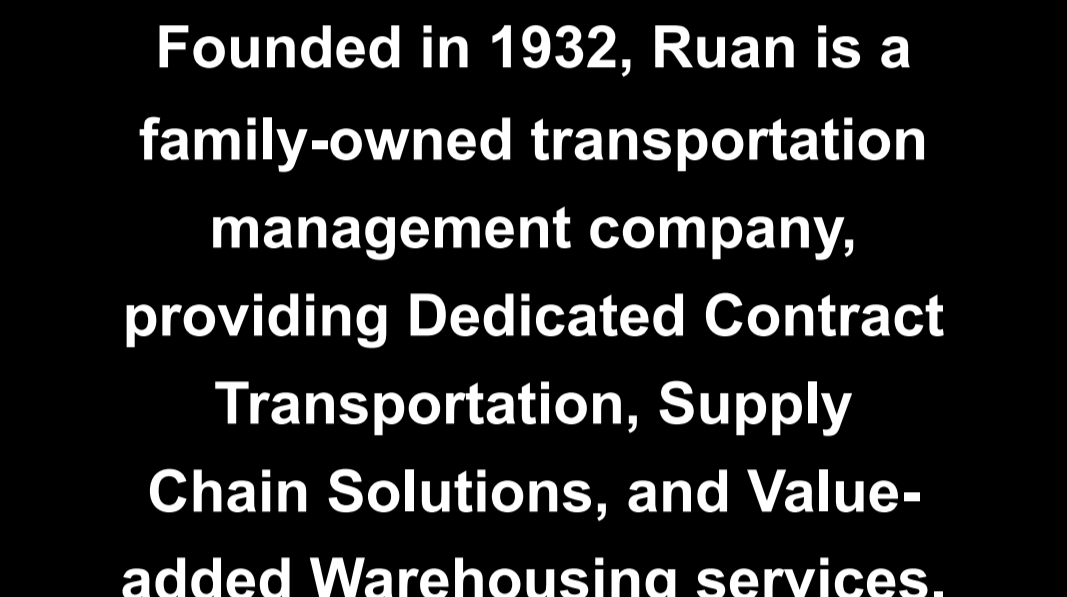 Founded in 1932, Ruan is a
family-owned transportation
management company,
providing Dedicated Contract
Transportation, Supply
Chain Solutions, and Value-
added Warehousing services.